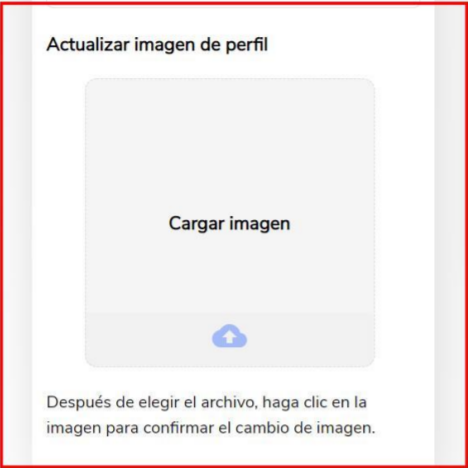 Actualizar imagen de perfil
Cargar imagen
Después de elegir el archivo, haga clic en la
imagen para confirmar el cambio de imagen.